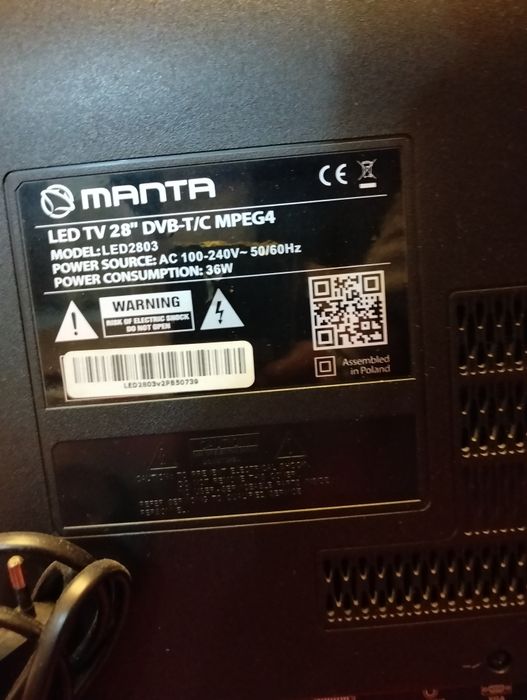 MANTA
LED TV 28" DVB-T/C MPEG4
MODEL: LED2803
POWER SOURCE: AC 100-240V~ 50/60Hz
POWER CONSUMPTION: 36W
WARNING
RISK OF ELECTRIC SHOCK
DO NOT OPEN
LED2803v2PB50739
Assembled
in Poland
CE